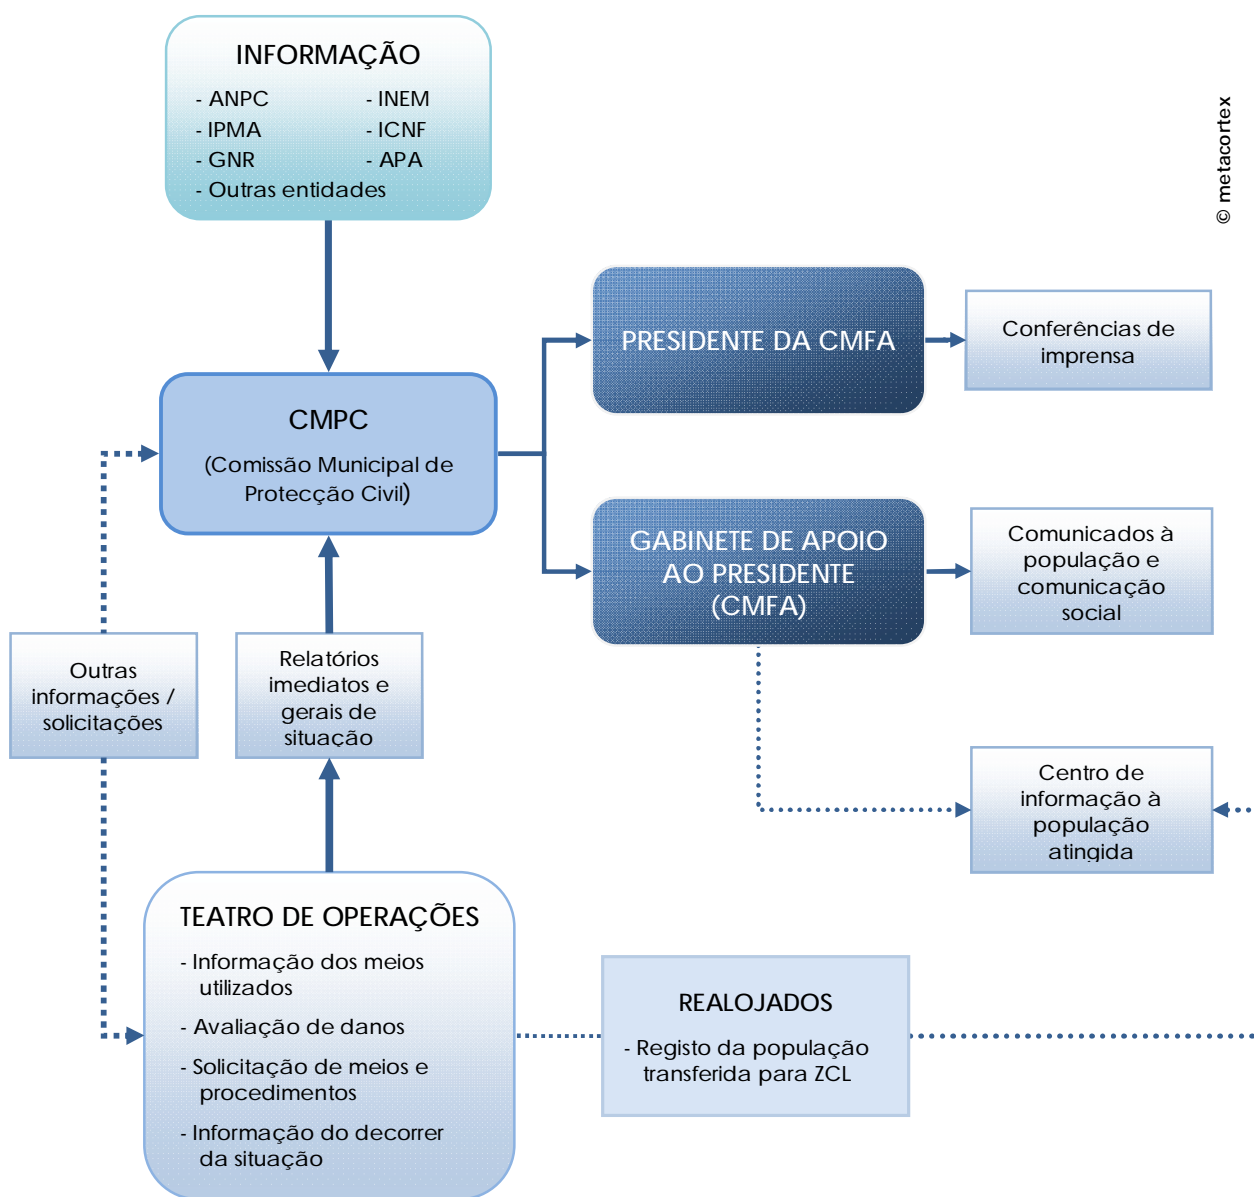 INFORMAÇÃO
- ANPC
- INEM
- IPMA
- ICNF
- GNR
- APA
- Outras entidades
© metacortex
PRESIDENTE DA CMFA
Conferências de
imprensa
CMPC
(Comissão Municipal de
Protecção Civil)
GABINETE DE APOIO
AO PRESIDENTE
(CMFA)
Comunicados à
população e
comunicação
social
Outras
informações /
solicitações
Relatórios
imediatos e
gerais de
situação
Centro de
informação à
população
atingida
TEATRO DE OPERAÇÕES
- Informação dos meios
utilizados
- Avaliação de danos
- Solicitação de meios e
procedimentos
- Informação do decorrer
da situação
REALOJADOS
- Registo da população
transferida para ZCL